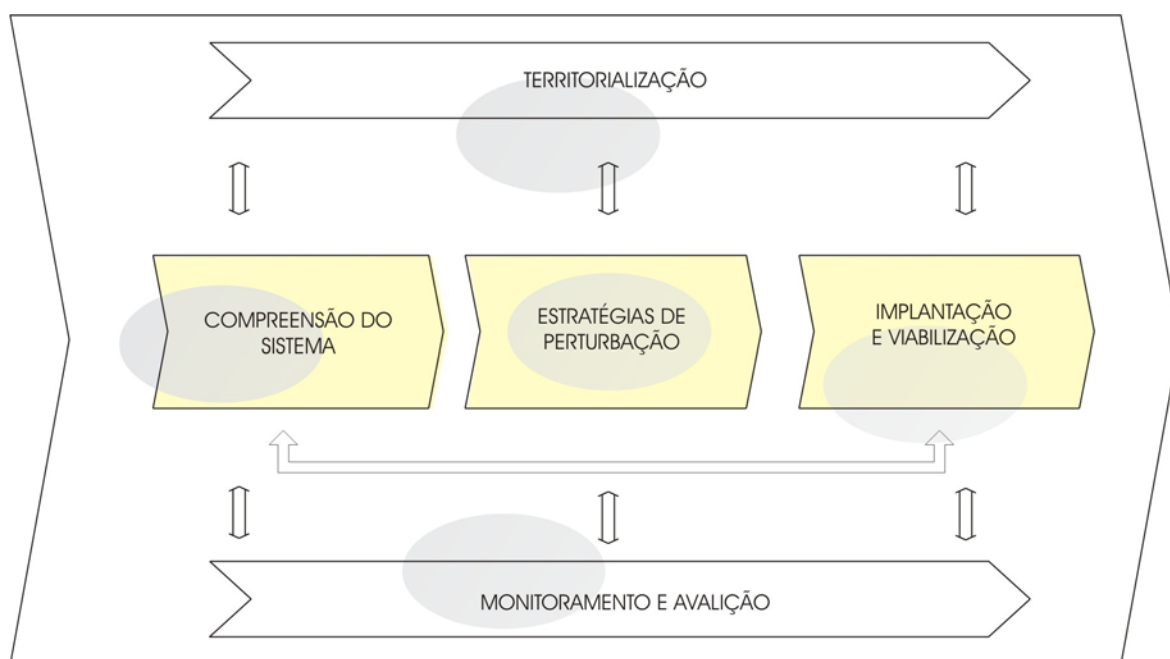 TERRITORIALIZAÇÃO
COMPREENSÃO DO
SISTEMA
ESTRATÉGIAS DE
PERTURBAÇÃO
IMPLANTAÇÃO
E VIABILIZAÇÃO
MONITORAMENTO E AVALIÇÃO